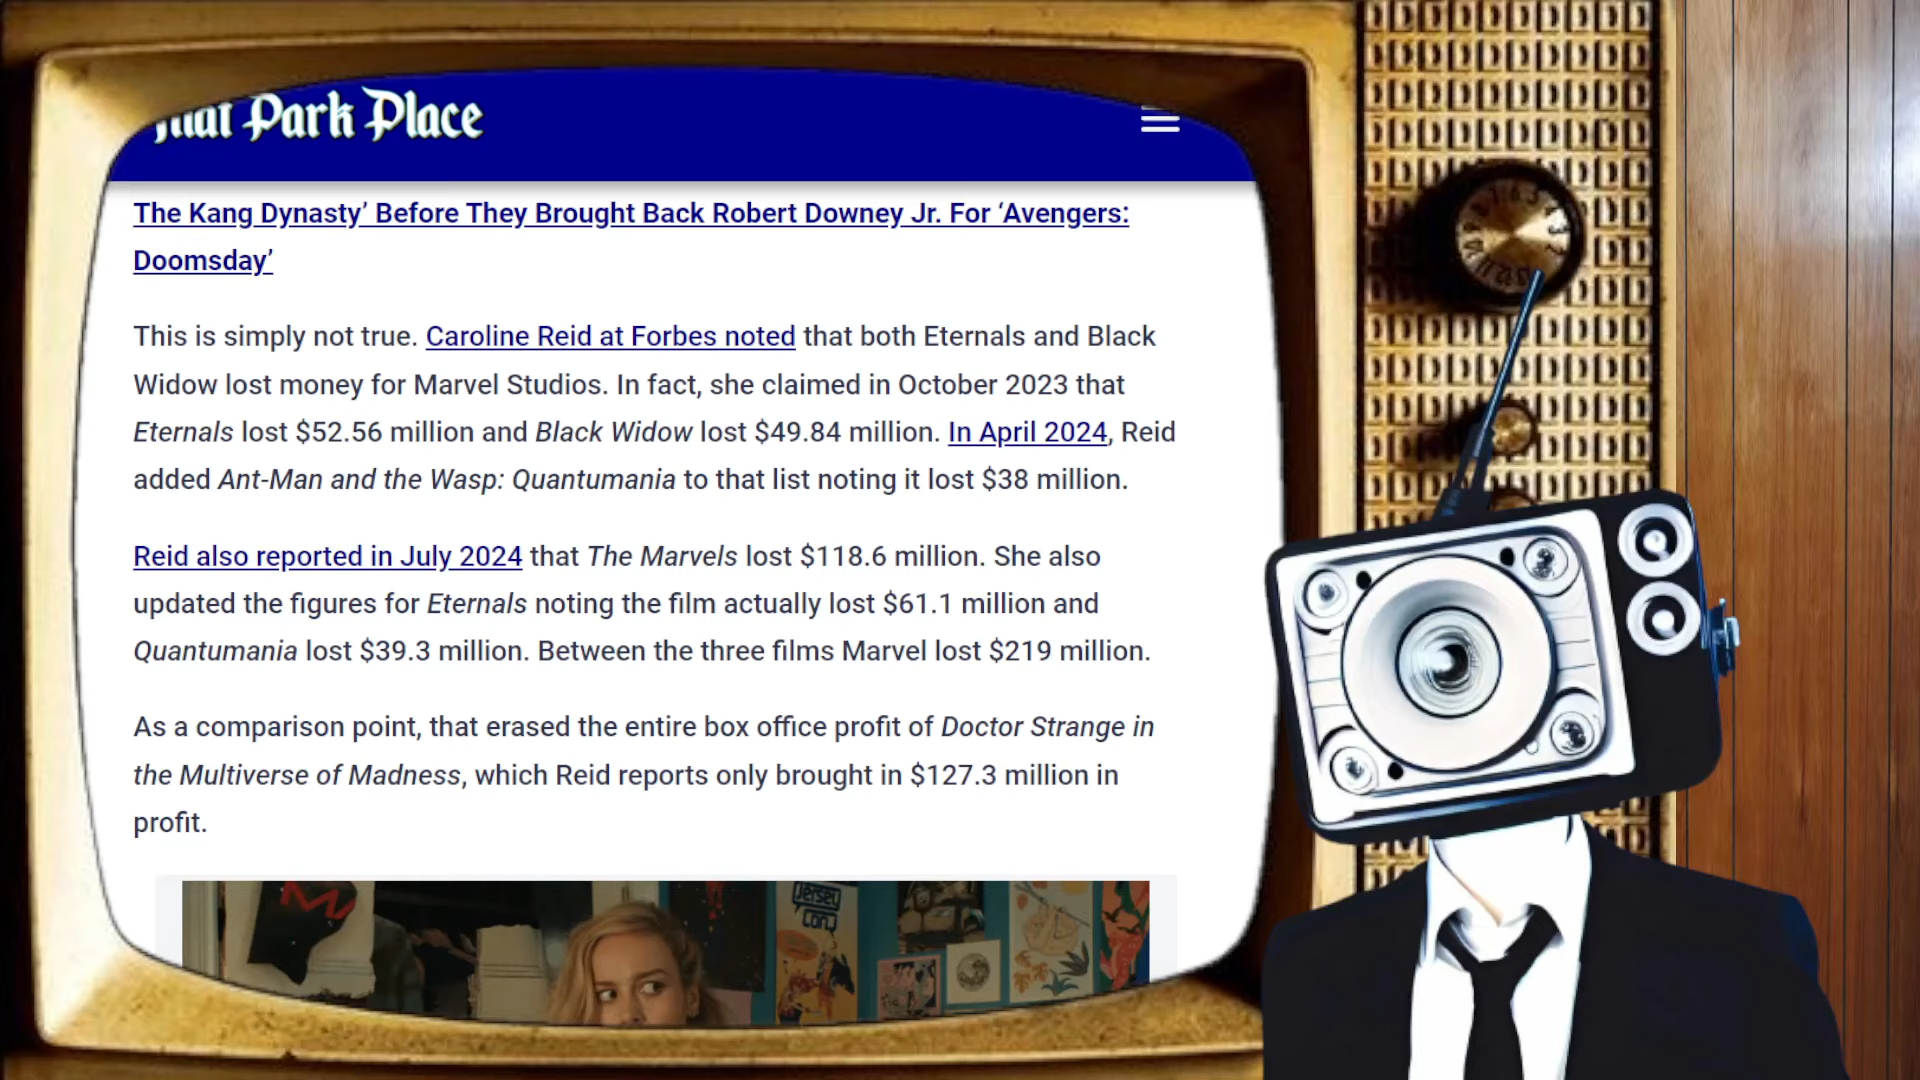 That Park Place
The Kang Dynasty’ Before They Brought Back Robert Downey Jr. For ‘Avengers:
Doomsday’
This is simply not true. Caroline Reid at Forbes noted that both Eternals and Black
Widow lost money for Marvel Studios. In fact, she claimed in October 2023 that
Eternals lost $52.56 million and Black Widow lost $49.84 million. In April 2024, Reid
added Ant-Man and the Wasp: Quantumania to that list noting it lost $38 million.
Reid also reported in July 2024 that The Marvels lost $118.6 million. She also
updated the figures for Eternals noting the film actually lost $61.1 million and
Quantumania lost $39.3 million. Between the three films Marvel lost $219 million.
As a comparison point, that erased the entire box office profit of Doctor Strange in
the Multiverse of Madness, which Reid reports only brought in $127.3 million in
profit.
Jersey
Con